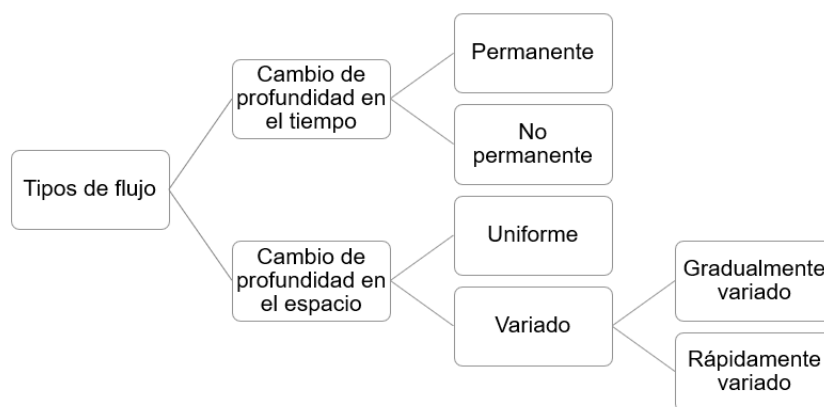 Tipos de flujo
Cambio de
profundidad en
el tiempo
Permanente
No
permanente
Cambio de
profundidad en
el espacio
Uniforme
Variado
Gradualmente
variado
Rápidamente
variado